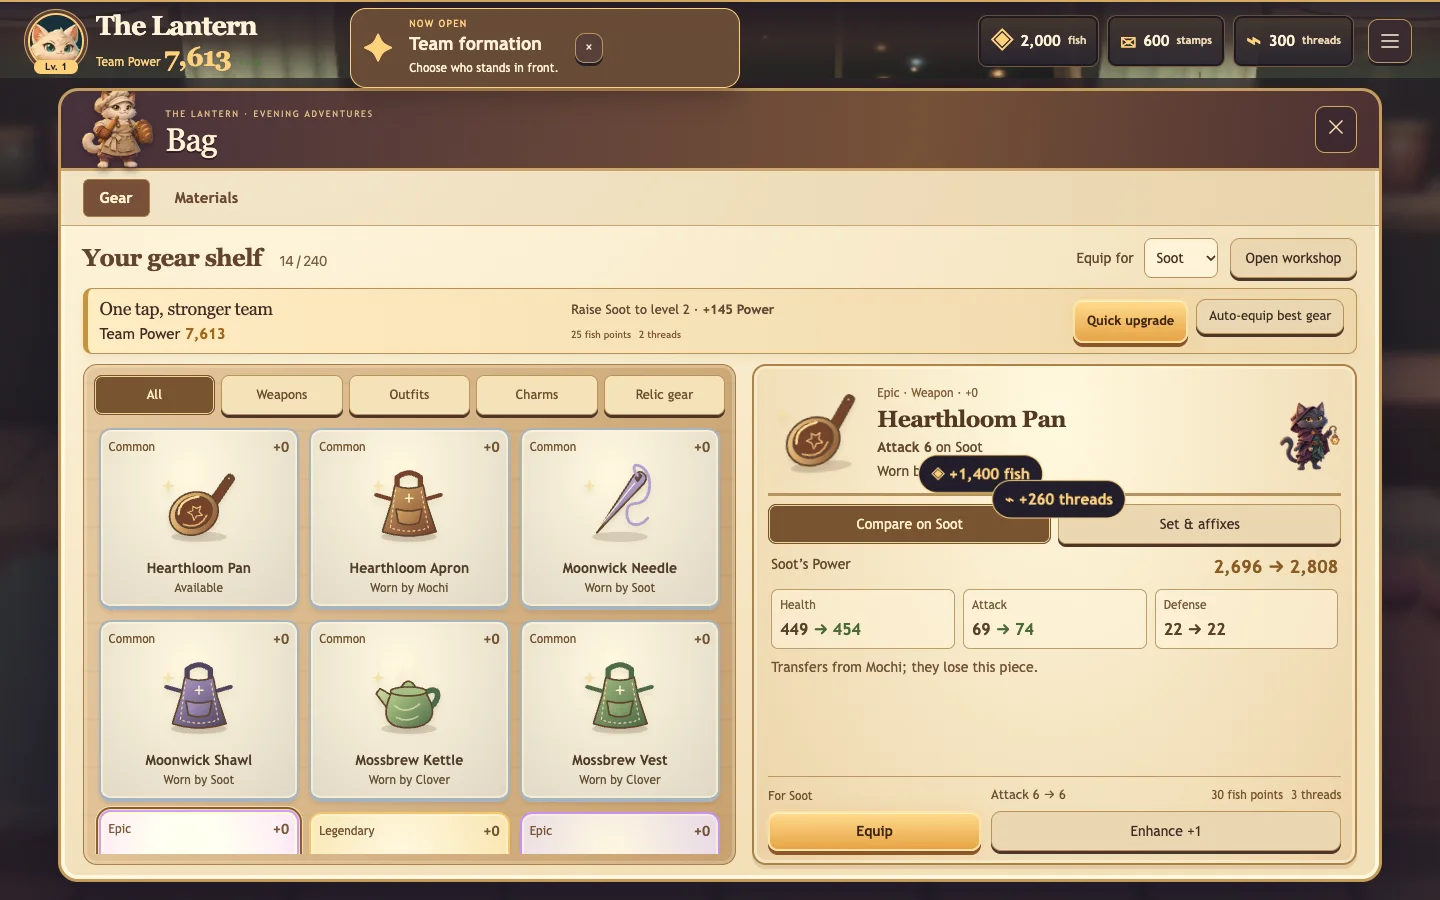 The Lantern
Lv. 1
Team Power 7,613
NOW OPEN
Team formation
Choose who stands in front.
×
2,000 fish
600 stamps
300 threads
THE LANTERN · EVENING ADVENTURES
Bag
Gear
Materials
Your gear shelf 14 / 240
Equip for
Soot
Open workshop
One tap, stronger team
Team Power 7,613
Raise Soot to level 2 · +145 Power
25 fish points 2 threads
Quick upgrade
Auto-equip best gear
All
Weapons
Outfits
Charms
Relic gear
Common +0
Hearthloom Pan
Available
Common +0
Hearthloom Apron
Worn by Mochi
Common +0
Moonwick Needle
Worn by Soot
Common +0
Moonwick Shawl
Worn by Soot
Common +0
Mossbrew Kettle
Worn by Clover
Common +0
Mossbrew Vest
Worn by Clover
Epic +0
Legendary +0
Epic +0
Epic · Weapon · +0
Hearthloom Pan
Attack 6 on Soot
Worn
+1,400 fish
+260 threads
Compare on Soot
Set & affixes
Soot's Power
2,696 → 2,808
Health
449 → 454
Attack
69 → 74
Defense
22 → 22
Transfers from Mochi; they lose this piece.
For Soot
Equip
Attack 6 → 6
30 fish points 3 threads
Enhance +1